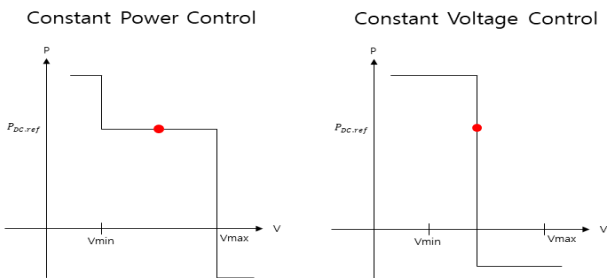 Constant Power Control
P
P_DC.ref
Vmin
Vmax
V
Constant Voltage Control
P
P_DC.ref
Vmin
Vmax
V